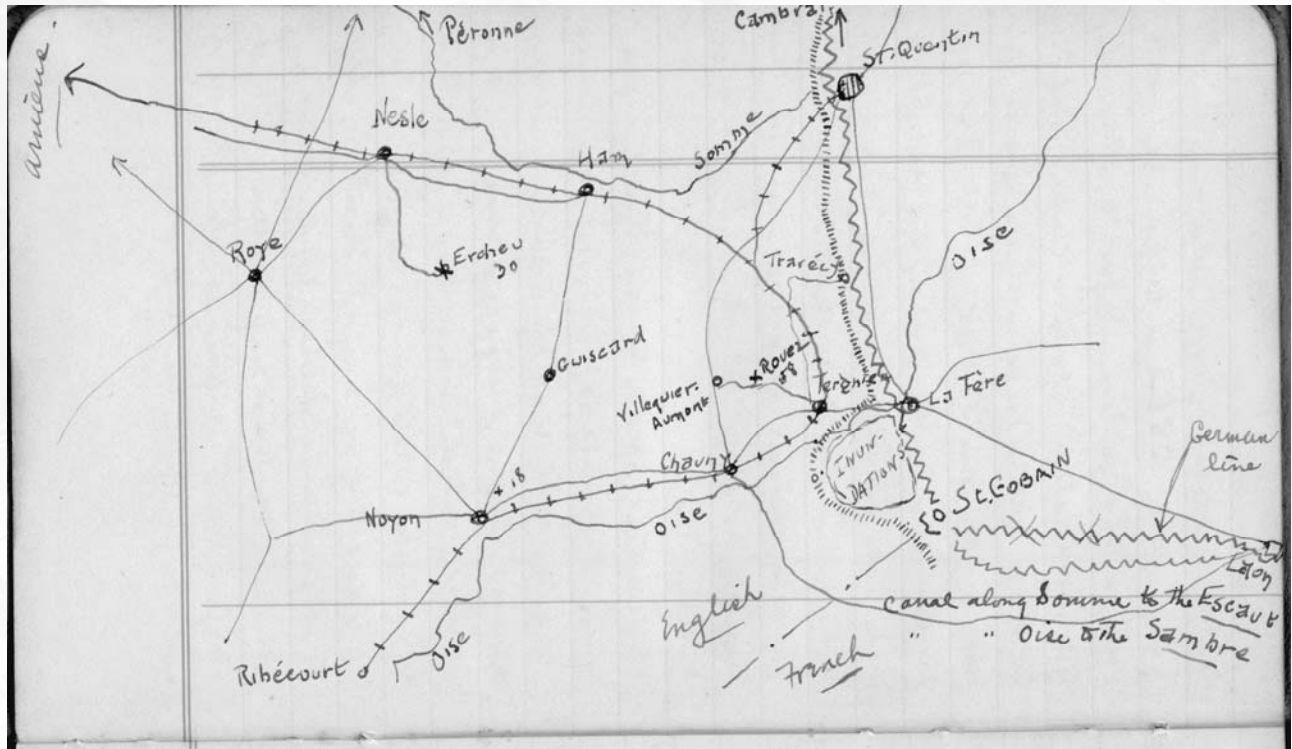 Cambrai
Péronne
St. Quentin
Amiens
Nesle
Ham
Somme
Roye
Ercheu
30
Travécy
Oise
Guiscard
Villequier-
Aumont
Rouez
58
Tergnier
La Fère
German
line
Chauny
INUN-
DATIONS
St. GOBAIN
18
Noyon
Oise
Laon
English
Canal along Somme to the Escaut
" " Oise to the Sambre
French
Ribécourt
Oise